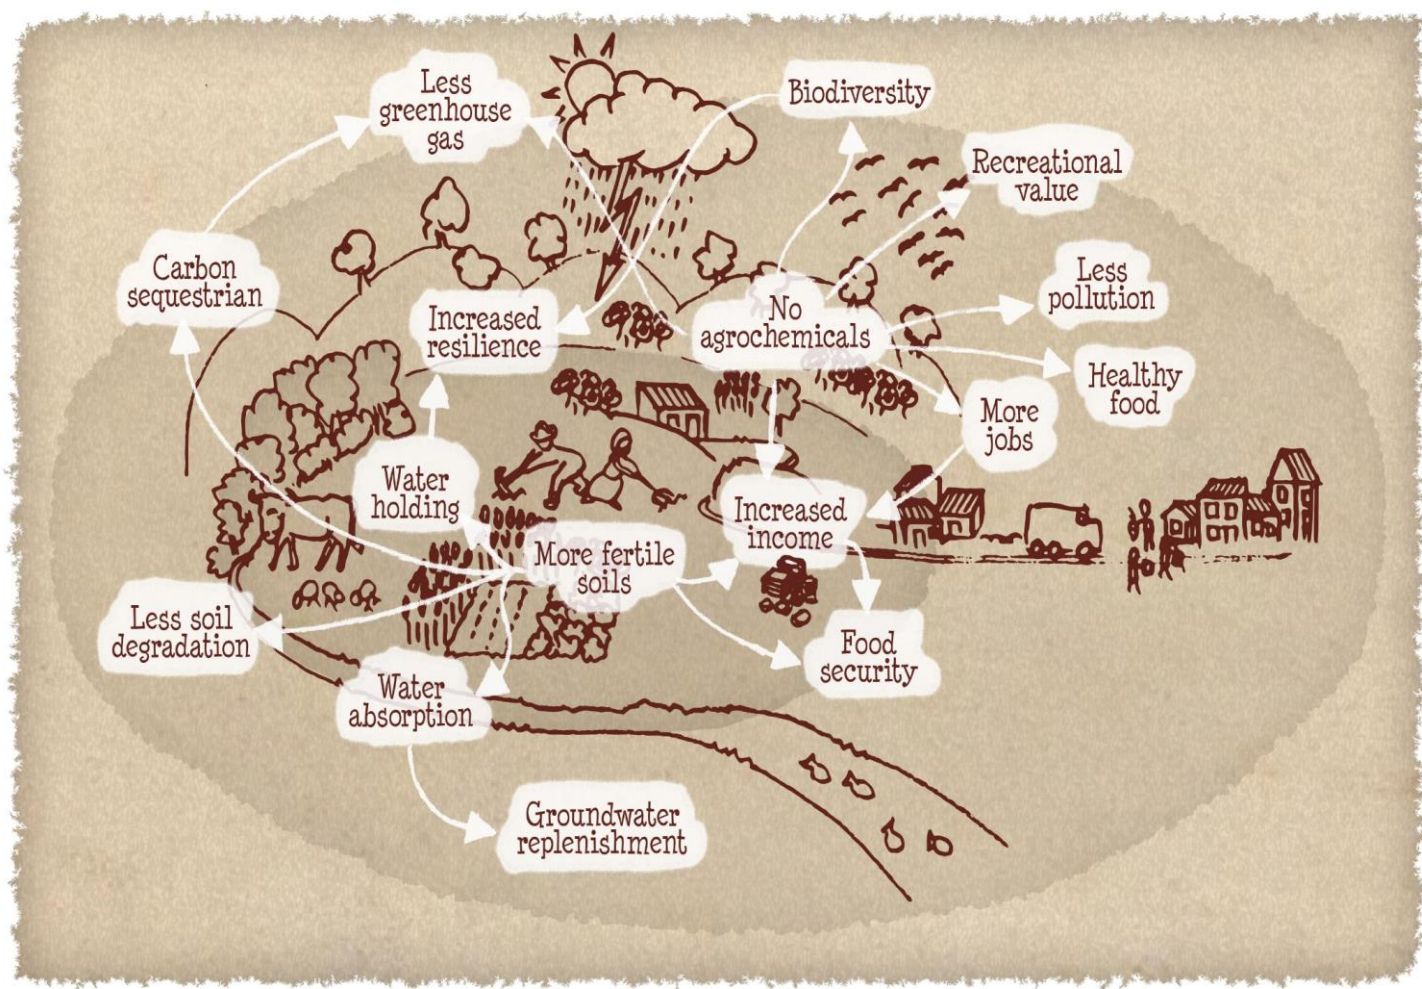 Less
greenhouse
gas
Biodiversity
Recreational
value
Carbon
sequestrian
Increased
resilience
No
agrochemicals
Less
pollution
Healthy
food
More
jobs
Water
holding
Increased
income
More fertile
soils
Less soil
degradation
Food
security
Water
absorption
Groundwater
replenishment